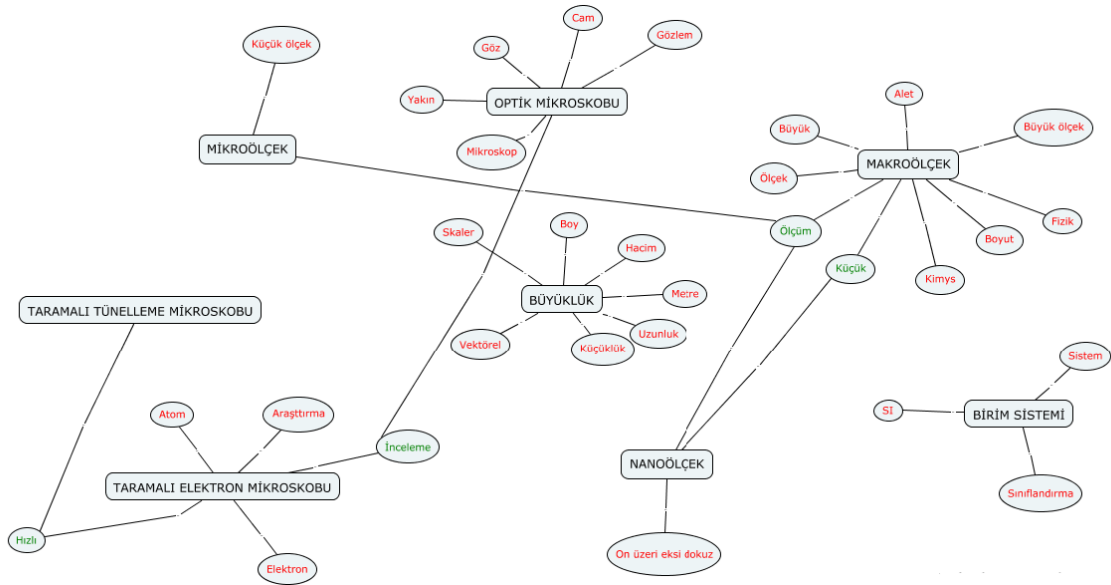 Cam
Küçük ölçek
Göz
Gözlem
Yakın
OPTİK MİKROSKOBU
Alet
Büyük
Büyük ölçek
MİKROÖLÇEK
Mikroskop
MAKROÖLÇEK
Ölçek
Skaler
Boy
Ölçüm
Fizik
Hacim
Boyut
Küçük
Kimys
TARAMALI TÜNELLEME MİKROSKOBU
BÜYÜKLÜK
Metre
Vektörel
Küçüklük
Uzunluk
Sistem
Atom
Araşttırma
SI
BİRİM SİSTEMİ
İnceleme
NANOÖLÇEK
TARAMALI ELEKTRON MİKROSKOBU
Sınıflandırma
Hızlı
On üzeri eksi dokuz
Elektron